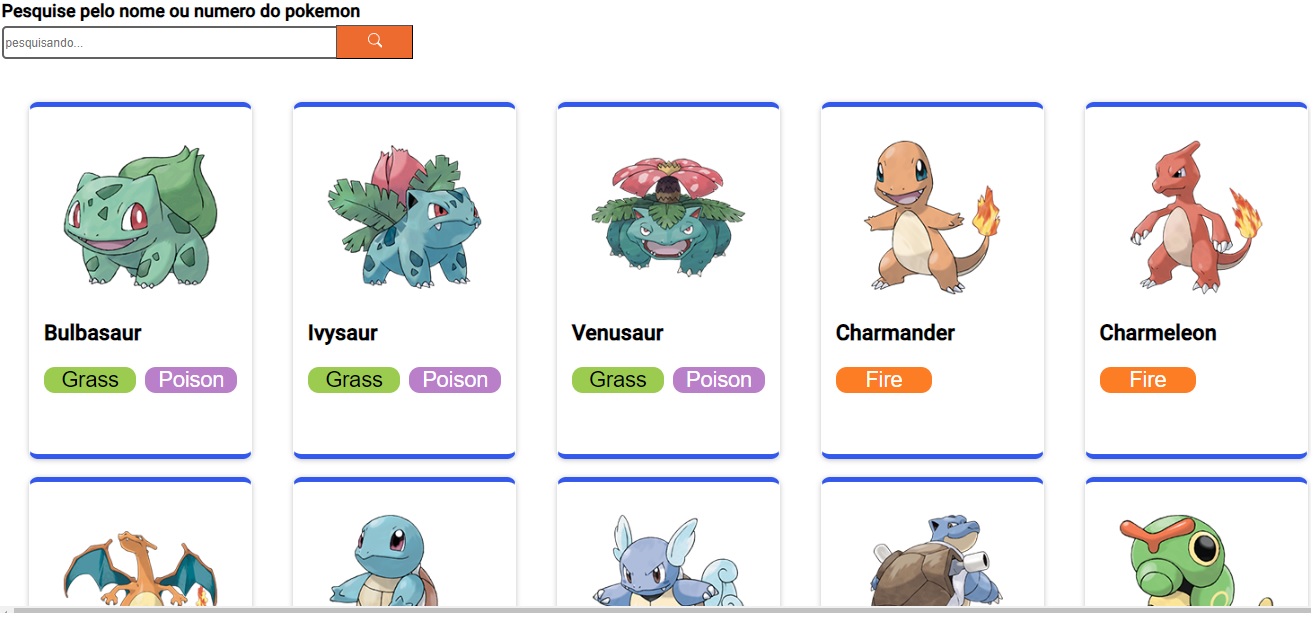 Pesquise pelo nome ou numero do pokemon
pesquisando...
Bulbasaur
Grass Poison
Ivysaur
Grass Poison
Venusaur
Grass Poison
Charmander
Fire
Charmeleon
Fire